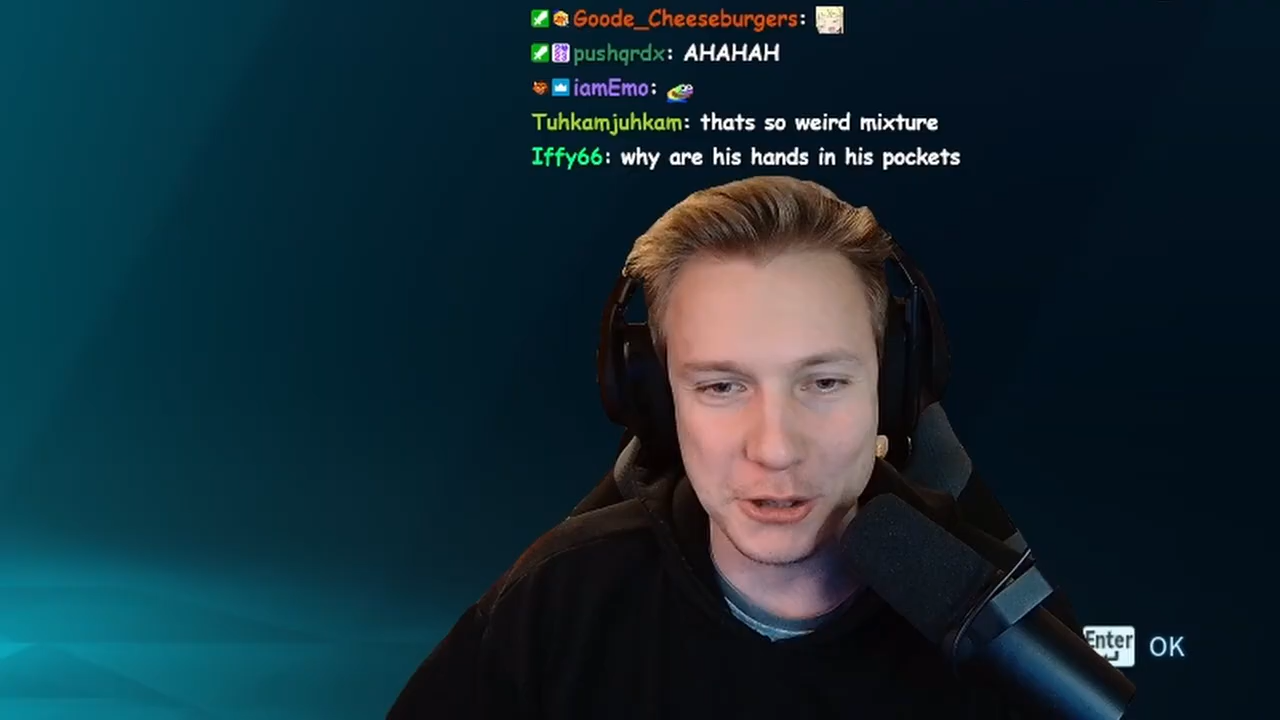 Goode_Cheeseburgers:
pushqrdx: AHAHAH
iamEmo:
Tuhkamjuhkam: thats so weird mixture
Iffy66: why are his hands in his pockets
Enter OK